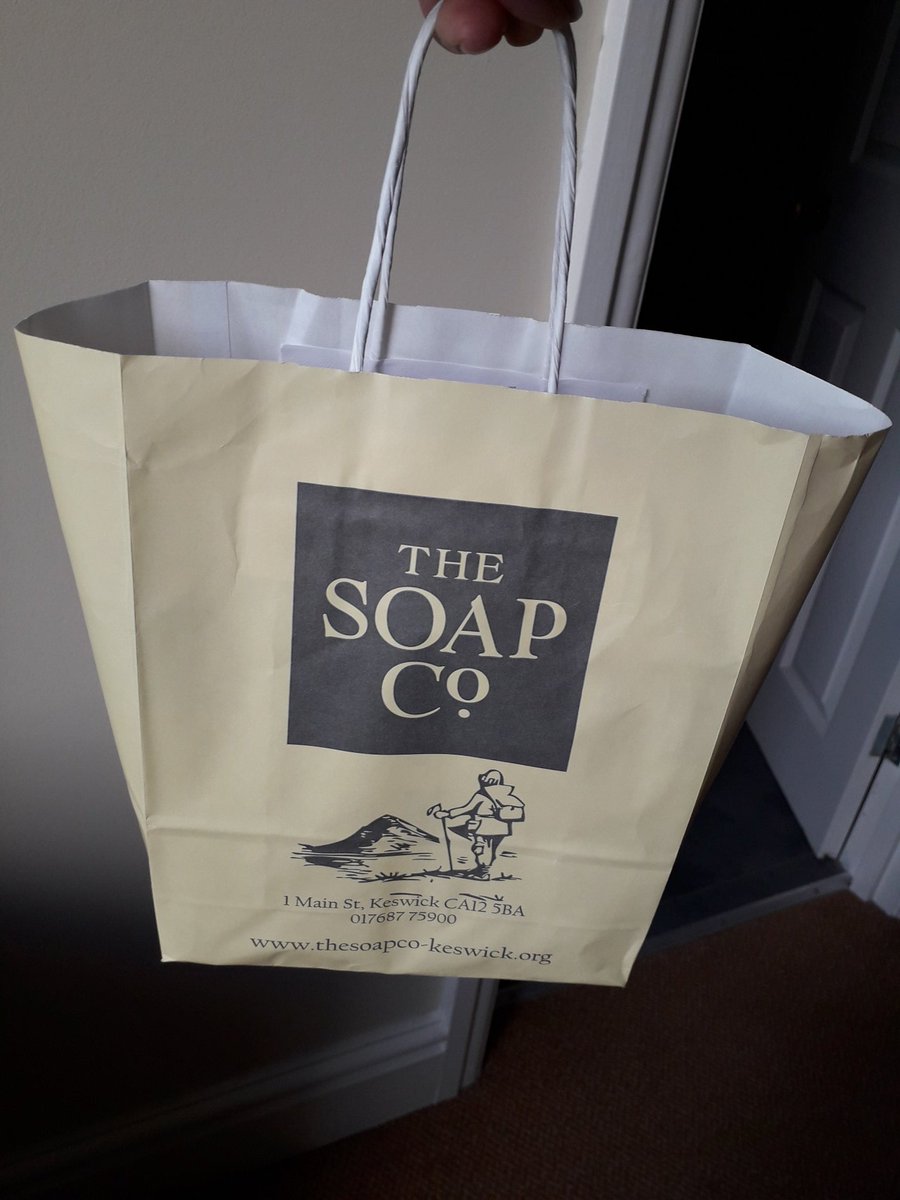 THE
SOAP
Co.
1 Main St, Keswick CA12 5BA
017687 75900
www.thesoapco-keswick.org